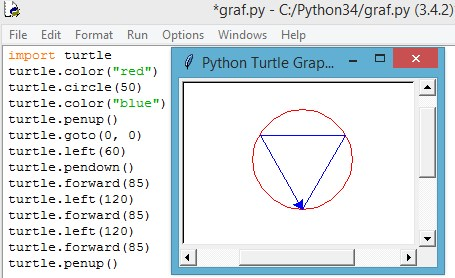 *graf.py - C:/Python34/graf.py (3.4.2)
File Edit Format Run Options Windows Help
import turtle
turtle.color("red")
turtle.circle(50)
turtle.color("blue")
turtle.penup()
turtle.goto(0, 0)
turtle.left(60)
turtle.pendown()
turtle.forward(85)
turtle.left(120)
turtle.forward(85)
turtle.left(120)
turtle.forward(85)
turtle.penup()
Python Turtle Grap...